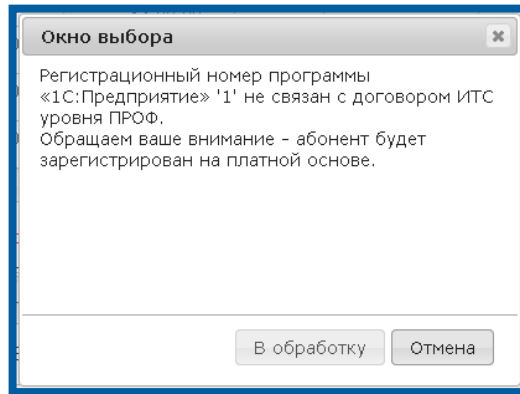 Окно выбора
Регистрационный номер программы
«1С:Предприятие» '1' не связан с договором ИТС
уровня ПРОФ.
Обращаем ваше внимание – абонент будет
зарегистрирован на платной основе.
В обработку Отмена